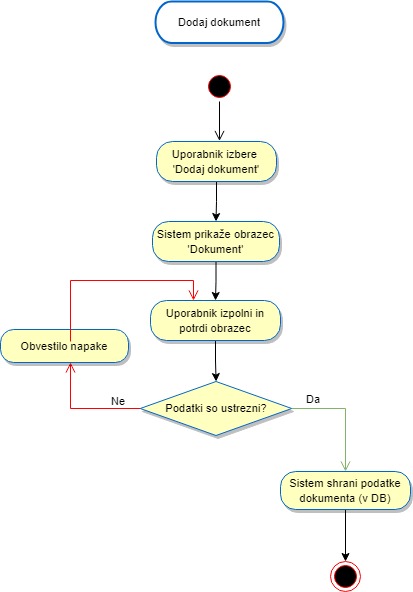 Dodaj dokument
Uporabnik izbere
'Dodaj dokument'
Sistem prikaže obrazec
'Dokument'
Uporabnik izpolni in
potrdi obrazec
Obvestilo napake
Podatki so ustrezni?
Ne
Da
Sistem shrani podatke
dokumenta (v DB)